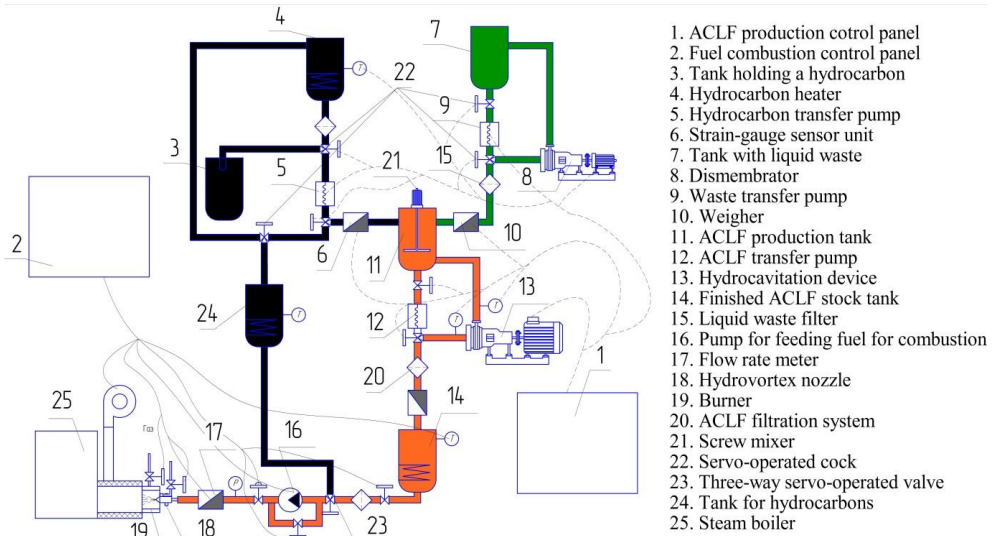 4
7
22
9
3
5
21
15
8
2
6
11
10
24
12
13
1
20
25
Газ
17
16
14
19
18
23
T
T
T
T
T
P
1. ACLF production cotrol panel
2. Fuel combustion control panel
3. Tank holding a hydrocarbon
4. Hydrocarbon heater
5. Hydrocarbon transfer pump
6. Strain-gauge sensor unit
7. Tank with liquid waste
8. Dismembrator
9. Waste transfer pump
10. Weigher
11. ACLF production tank
12. ACLF transfer pump
13. Hydrocavitation device
14. Finished ACLF stock tank
15. Liquid waste filter
16. Pump for feeding fuel for combustion
17. Flow rate meter
18. Hydrovortex nozzle
19. Burner
20. ACLF filtration system
21. Screw mixer
22. Servo-operated cock
23. Three-way servo-operated valve
24. Tank for hydrocarbons
25. Steam boiler